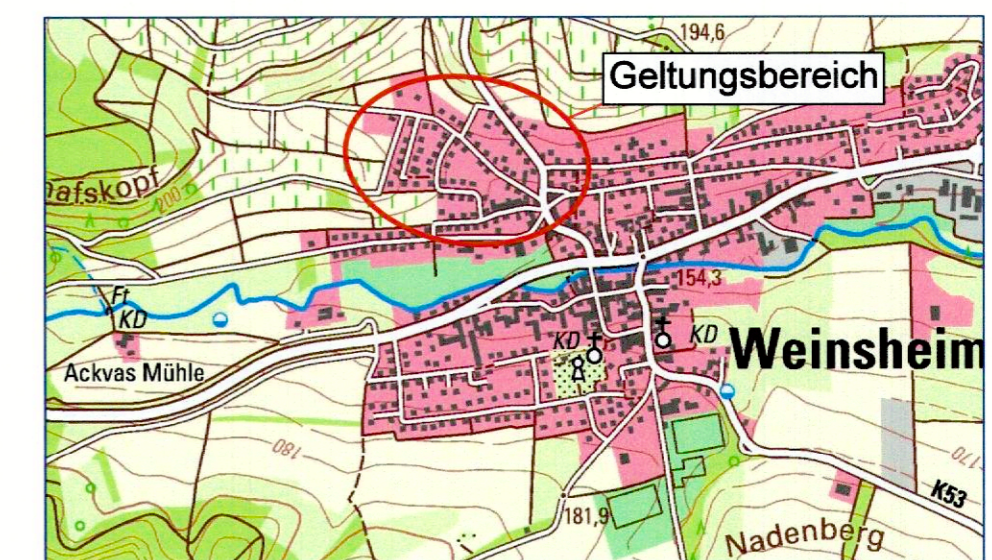 194,6
Geltungsbereich
hafskopf
200
Ft
KD
154,3
KD
KD
Weinsheim
Ackvas Mühle
180
170
K53
181,9
Nadenberg